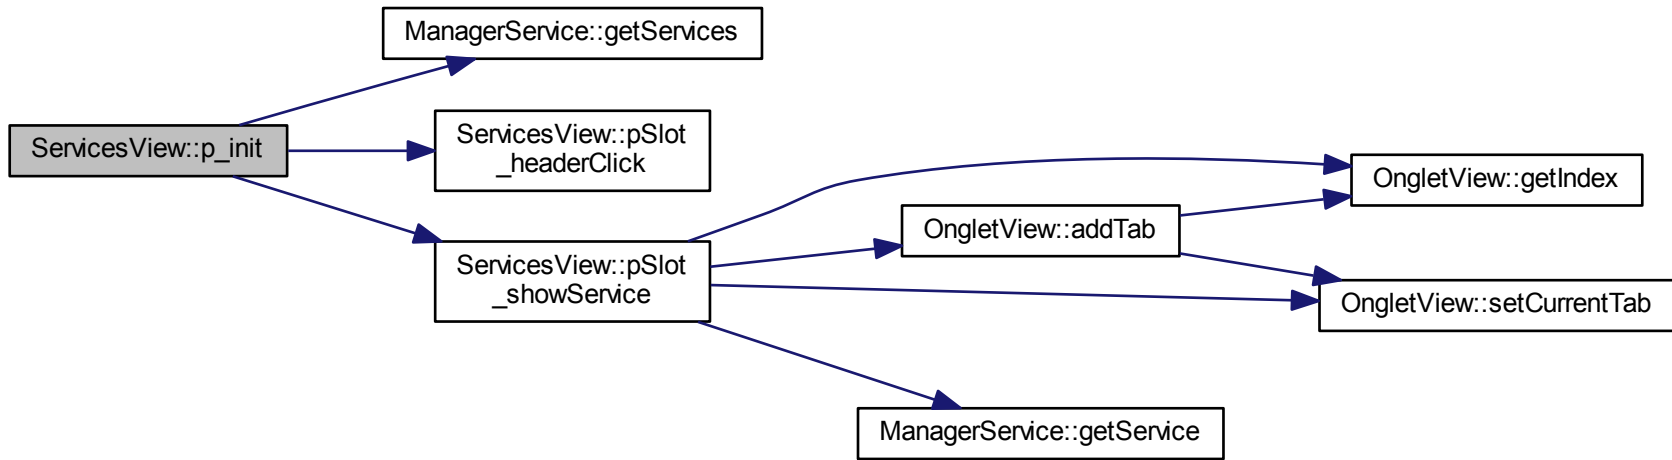 ManagerService::getServices
ServicesView::p_init
ServicesView::pSlot
_headerClick
ServicesView::pSlot
_showService
OngletView::addTab
OngletView::getIndex
OngletView::setCurrentTab
ManagerService::getService